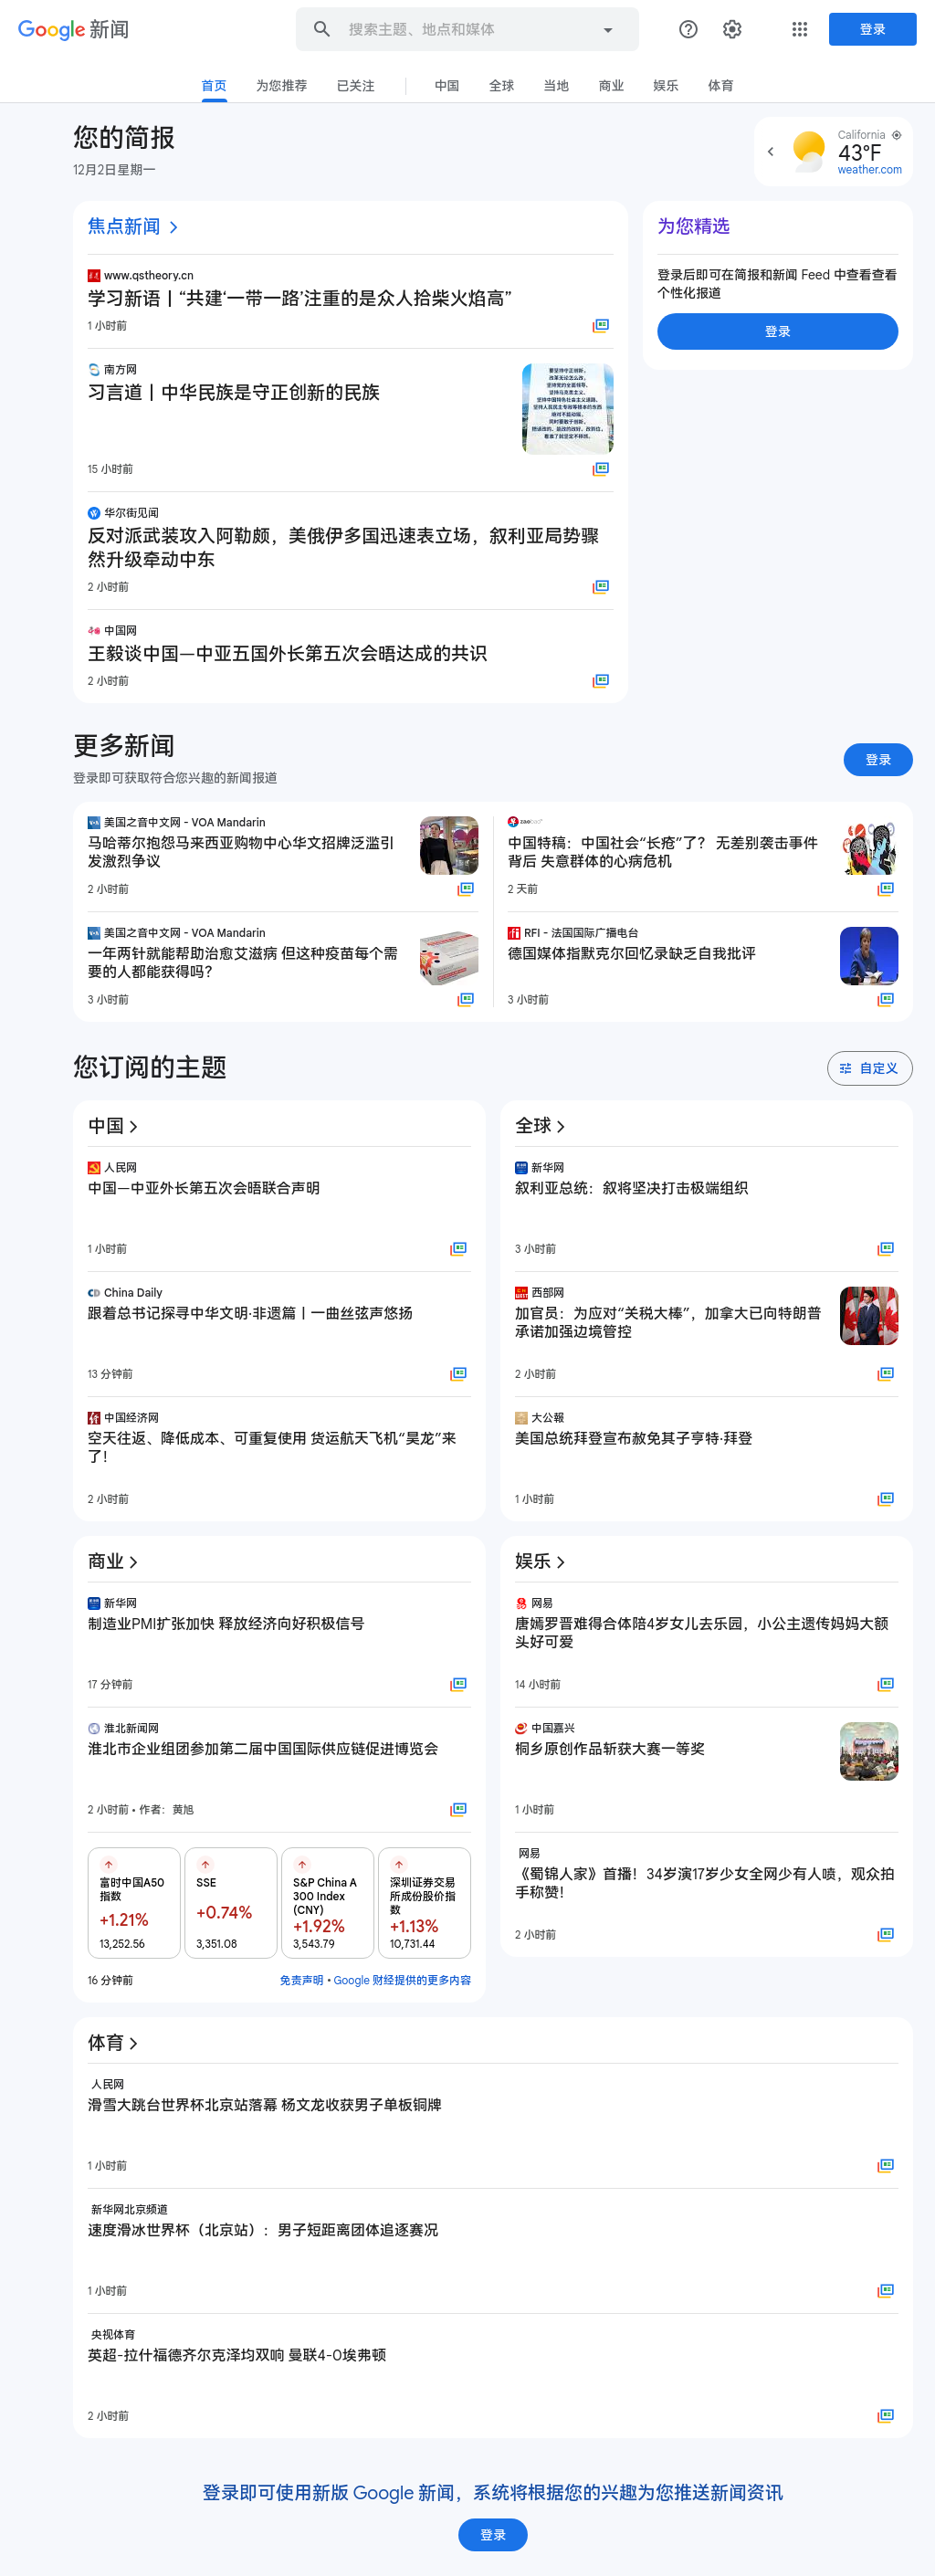 Google 新闻
搜索主题、地点和媒体
登录
首页
为您推荐
已关注
中国
全球
当地
商业
娱乐
体育
您的简报
12月2日星期一
California
43°F
weather.com
焦点新闻
www.qstheory.cn
学习新语丨“共建‘一带一路’注重的是众人拾柴火焰高”
1 小时前
南方网
习言道丨中华民族是守正创新的民族
15 小时前
华尔街见闻
反对派武装攻入阿勒颇，美俄伊多国迅速表立场，叙利亚局势骤
然升级牵动中东
2 小时前
中国网
王毅谈中国—中亚五国外长第五次会晤达成的共识
2 小时前
为您精选
登录后即可在简报和新闻 Feed 中查看查看
个性化报道
登录
更多新闻
登录即可获取符合您兴趣的新闻报道
登录
美国之音中文网 - VOA Mandarin
马哈蒂尔抱怨马来西亚购物中心华文招牌泛滥引
发激烈争议
2 小时前
zaobao
中国特稿：中国社会“长疮”了？ 无差别袭击事件
背后 失意群体的心病危机
2 天前
美国之音中文网 - VOA Mandarin
一年两针就能帮助治愈艾滋病 但这种疫苗每个需
要的人都能获得吗？
3 小时前
RFI - 法国国际广播电台
德国媒体指默克尔回忆录缺乏自我批评
3 小时前
您订阅的主题
自定义
中国
人民网
中国—中亚外长第五次会晤联合声明
1 小时前
China Daily
跟着总书记探寻中华文明·非遗篇丨一曲丝弦声悠扬
13 分钟前
中国经济网
空天往返、降低成本、可重复使用 货运航天飞机“昊龙”来
了！
2 小时前
全球
新华网
叙利亚总统：叙将坚决打击极端组织
3 小时前
西部网
加官员：为应对“关税大棒”，加拿大已向特朗普
承诺加强边境管控
2 小时前
大公報
美国总统拜登宣布赦免其子亨特·拜登
1 小时前
商业
新华网
制造业PMI扩张加快 释放经济向好积极信号
17 分钟前
淮北新闻网
淮北市企业组团参加第二届中国国际供应链促进博览会
2 小时前 • 作者：黄旭
富时中国A50
指数
+1.21%
13,252.56
SSE
+0.74%
3,351.08
S&P China A
300 Index
(CNY)
+1.92%
3,543.79
深圳证券交易
所成份股价指
数
+1.13%
10,731.44
16 分钟前
免责声明 • Google 财经提供的更多内容
娱乐
网易
唐嫣罗晋难得合体陪4岁女儿去乐园，小公主遗传妈妈大额
头好可爱
14 小时前
中国嘉兴
桐乡原创作品斩获大赛一等奖
1 小时前
网易
《蜀锦人家》首播！34岁演17岁少女全网少有人喷，观众拍
手称赞！
2 小时前
体育
人民网
滑雪大跳台世界杯北京站落幕 杨文龙收获男子单板铜牌
1 小时前
新华网北京频道
速度滑冰世界杯（北京站）：男子短距离团体追逐赛况
1 小时前
央视体育
英超-拉什福德齐尔克泽均双响 曼联4-0埃弗顿
2 小时前
登录即可使用新版 Google 新闻，系统将根据您的兴趣为您推送新闻资讯
登录